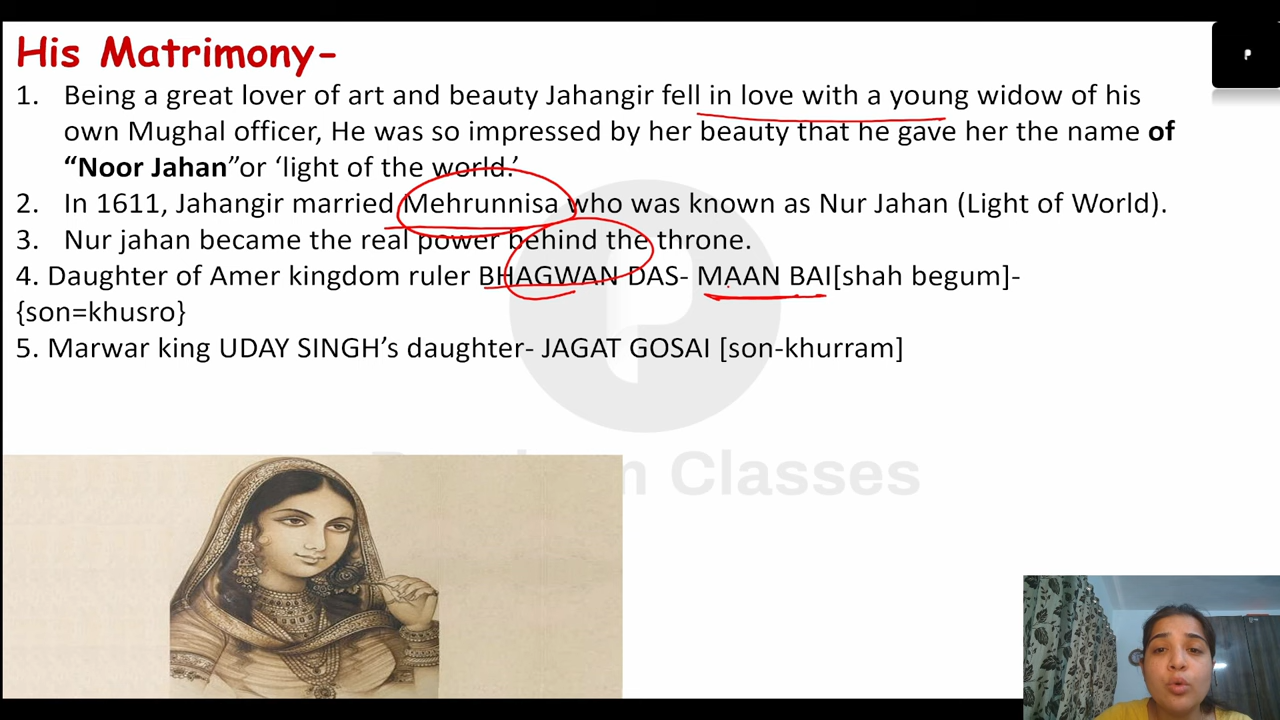 His Matrimony-
1. Being a great lover of art and beauty Jahangir fell in love with a young widow of his
own Mughal officer, He was so impressed by her beauty that he gave her the name of
“Noor Jahan”or ‘light of the world.’
2. In 1611, Jahangir married Mehrunnisa who was known as Nur Jahan (Light of World).
3. Nur jahan became the real power behind the throne.
4. Daughter of Amer kingdom ruler BHAGWAN DAS- MAAN BAI[shah begum]-
{son=khusro}
5. Marwar king UDAY SINGH’s daughter- JAGAT GOSAI [son-khurram]
Classes